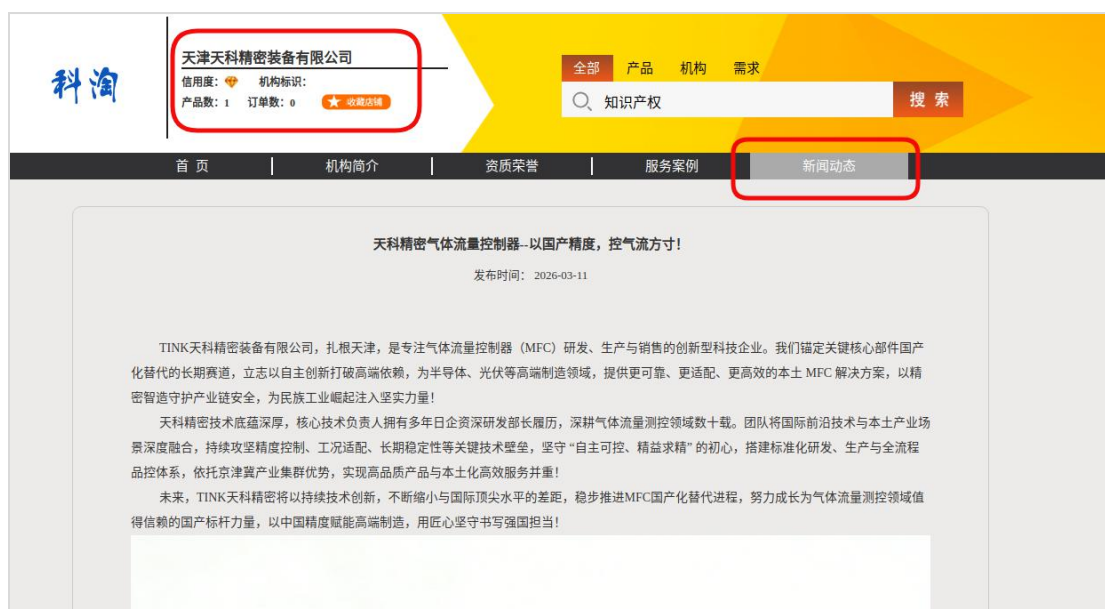 科淘
天津天科精密装备有限公司
信用度： 机构标识：
产品数：1 订单数：0 收藏店铺
全部 产品 机构 需求
知识产权 搜索
首 页 机构简介 资质荣誉 服务案例 新闻动态
天科精密气体流量控制器--以国产精度，控气流方寸！
发布时间： 2026-03-11
TINK天科精密装备有限公司，扎根天津，是专注气体流量控制器（MFC）研发、生产与销售的创新型科技企业。我们锚定关键核心部件国产
化替代的长期赛道，立志以自主创新打破高端依赖，为半导体、光伏等高端制造领域，提供更可靠、更适配、更高效的本土 MFC 解决方案，以精
密智造守护产业链安全，为民族工业崛起注入坚实力量！
天科精密技术底蕴深厚，核心技术负责人拥有多年日企资深研发部长履历，深耕气体流量测控领域数十载。团队将国际前沿技术与本土产业场
景深度融合，持续攻坚精度控制、工况适配、长期稳定性等关键技术壁垒，坚守 “自主可控、精益求精” 的初心，搭建标准化研发、生产与全流程
品控体系，依托京津冀产业集群优势，实现高品质产品与本土化高效服务并重！
未来，TINK天科精密将以持续技术创新，不断缩小与国际顶尖水平的差距，稳步推进MFC国产化替代进程，努力成长为气体流量测控领域值
得信赖的国产标杆力量，以中国精度赋能高端制造，用匠心坚守书写强国担当！